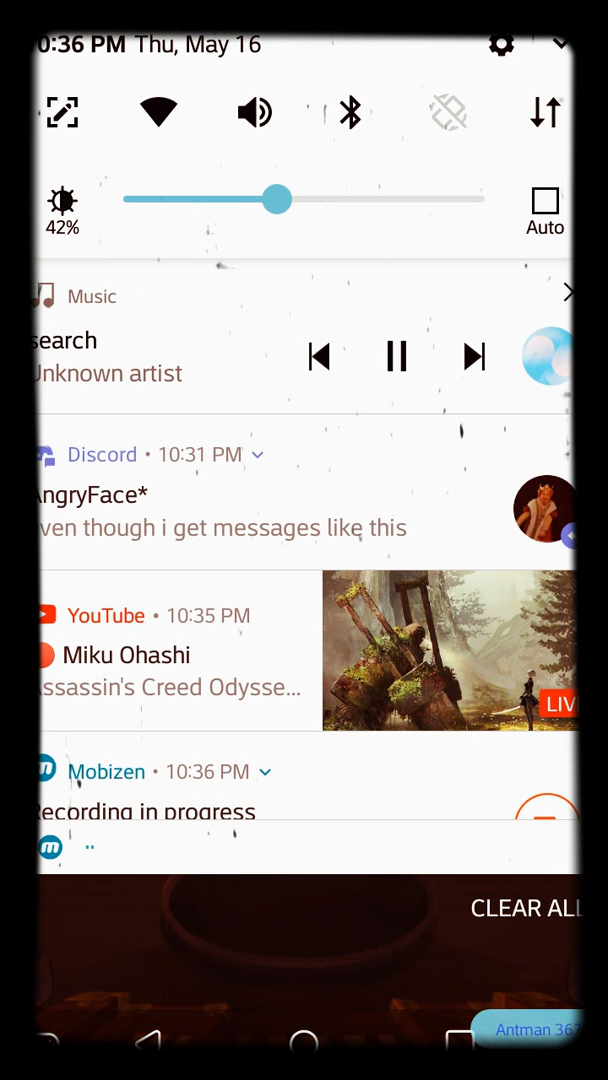 0:36 PM Thu, May 16
42%
Auto
Music
search
Unknown artist
Discord • 10:31 PM
AngryFace*
ven though i get messages like this
YouTube • 10:35 PM
Miku Ohashi
Assassin's Creed Odysse...
LIV
Mobizen • 10:36 PM
Recording in progress
CLEAR ALL
Antman 367